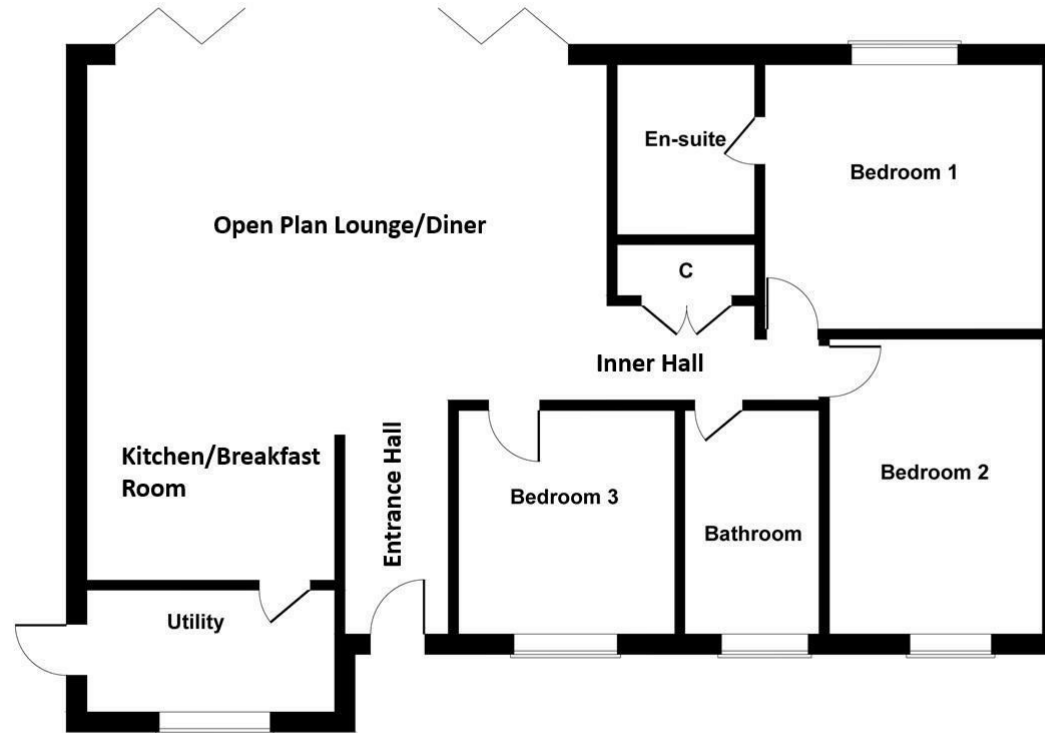 En-suite
Bedroom 1
Open Plan Lounge/Diner
C
Inner Hall
Kitchen/Breakfast
Room
Entrance Hall
Bedroom 3
Bathroom
Bedroom 2
Utility